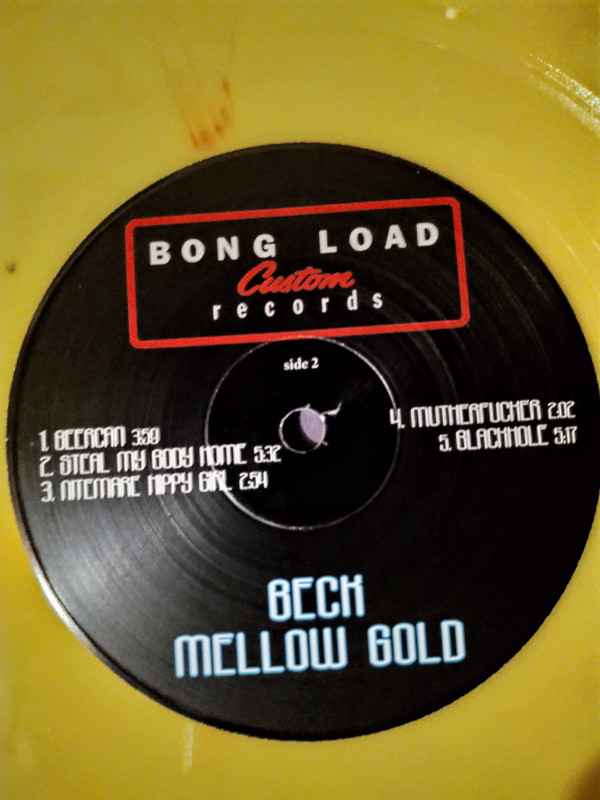 BONG LOAD
Custom
records
side 2
1. BEERCAN 3:59
2. STEAL MY BODY HOME 5:32
3. NITEMARE HIPPY GIRL 2:54
4. MUTHERFUCKER 2:02
5. BLACKHOLE 5:17
BECK
MELLOW GOLD